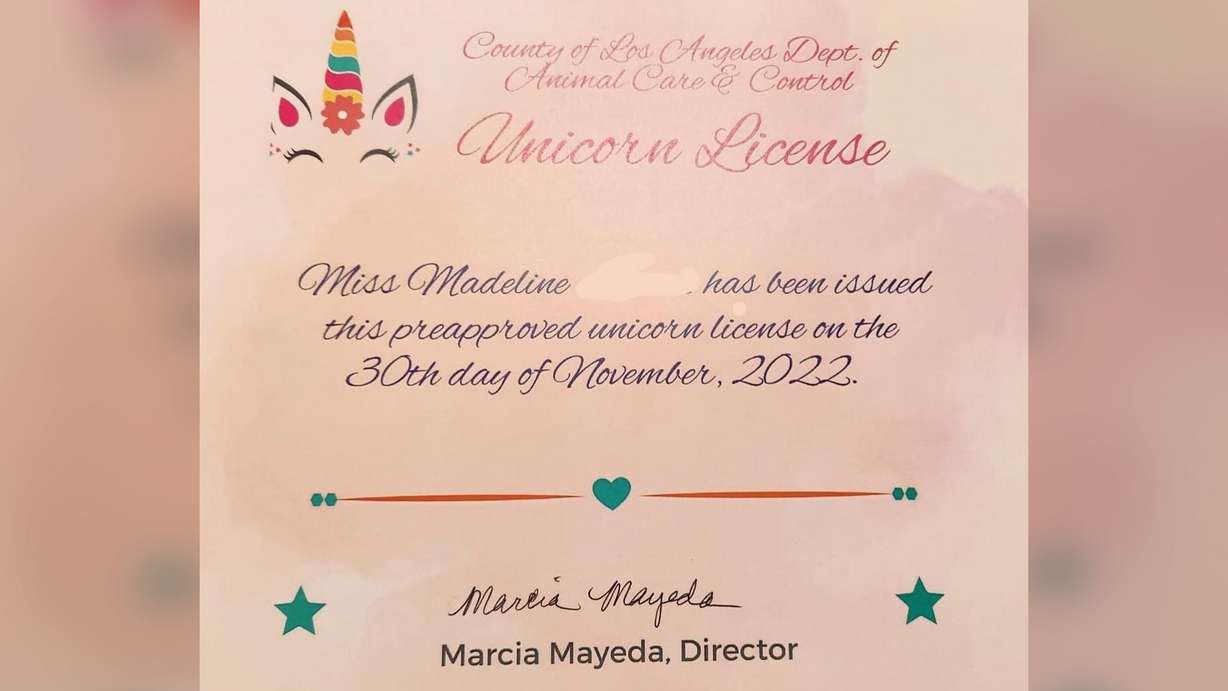 County of Los Angeles Dept. of
Animal Care & Control
Unicorn License
Miss Madeline has been issued
this preapproved unicorn license on the
30th day of November, 2022.
Marcia Mayeda
Marcia Mayeda, Director